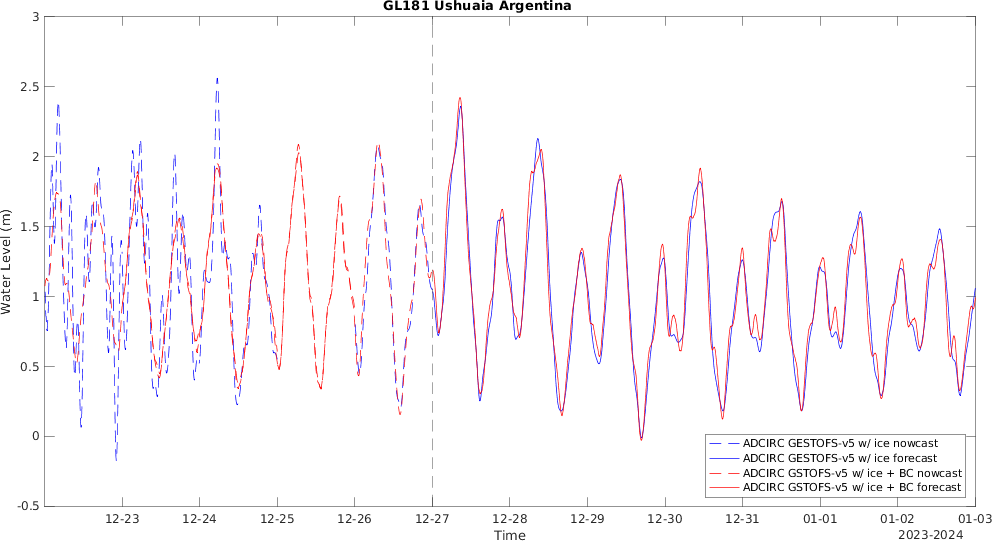 GL181 Ushuaia Argentina
3
2.5
2
1.5
1
0.5
0
-0.5
Water Level (m)
ADCIRC GESTOFS-v5 w/ ice nowcast
ADCIRC GESTOFS-v5 w/ ice forecast
ADCIRC GSTOFS-v5 w/ ice + BC nowcast
ADCIRC GSTOFS-v5 w/ ice + BC forecast
12-23 12-24 12-25 12-26 12-27 12-28 12-29 12-30 12-31 01-01 01-02 01-03
Time
2023-2024